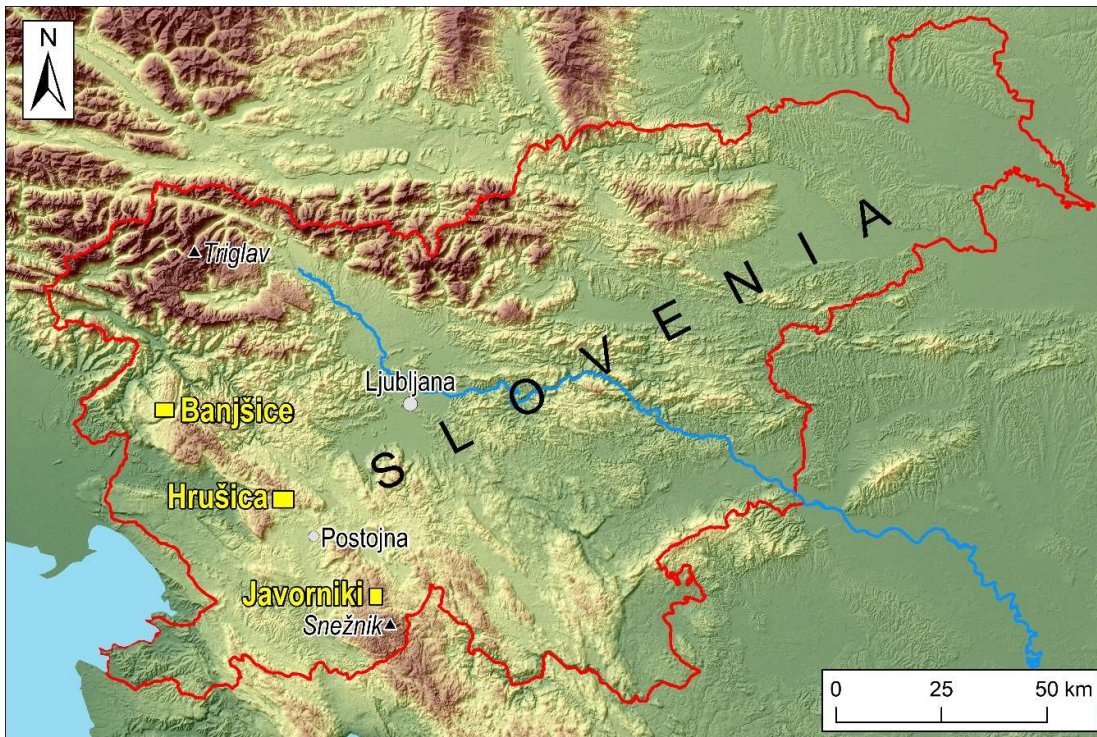 N
Triglav
SLOVENIA
Ljubljana
Banjšice
Hrušica
Postojna
Javorniki
Snežnik
0 25 50 km